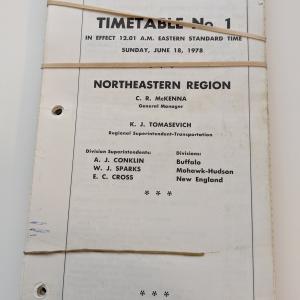 TIMETABLE No. 1
IN EFFECT 12.01 A.M. EASTERN STANDARD TIME
SUNDAY, JUNE 18, 1978
* * *
NORTHEASTERN REGION
C. R. McKENNA
General Manager
K. J. TOMASEVICH
Regional Superintendent-Transportation
Division Superintendents: Divisions:
A. J. CONKLIN Buffalo
W. J. SPARKS Mohawk-Hudson
E. C. CROSS New England
* * *
* * *